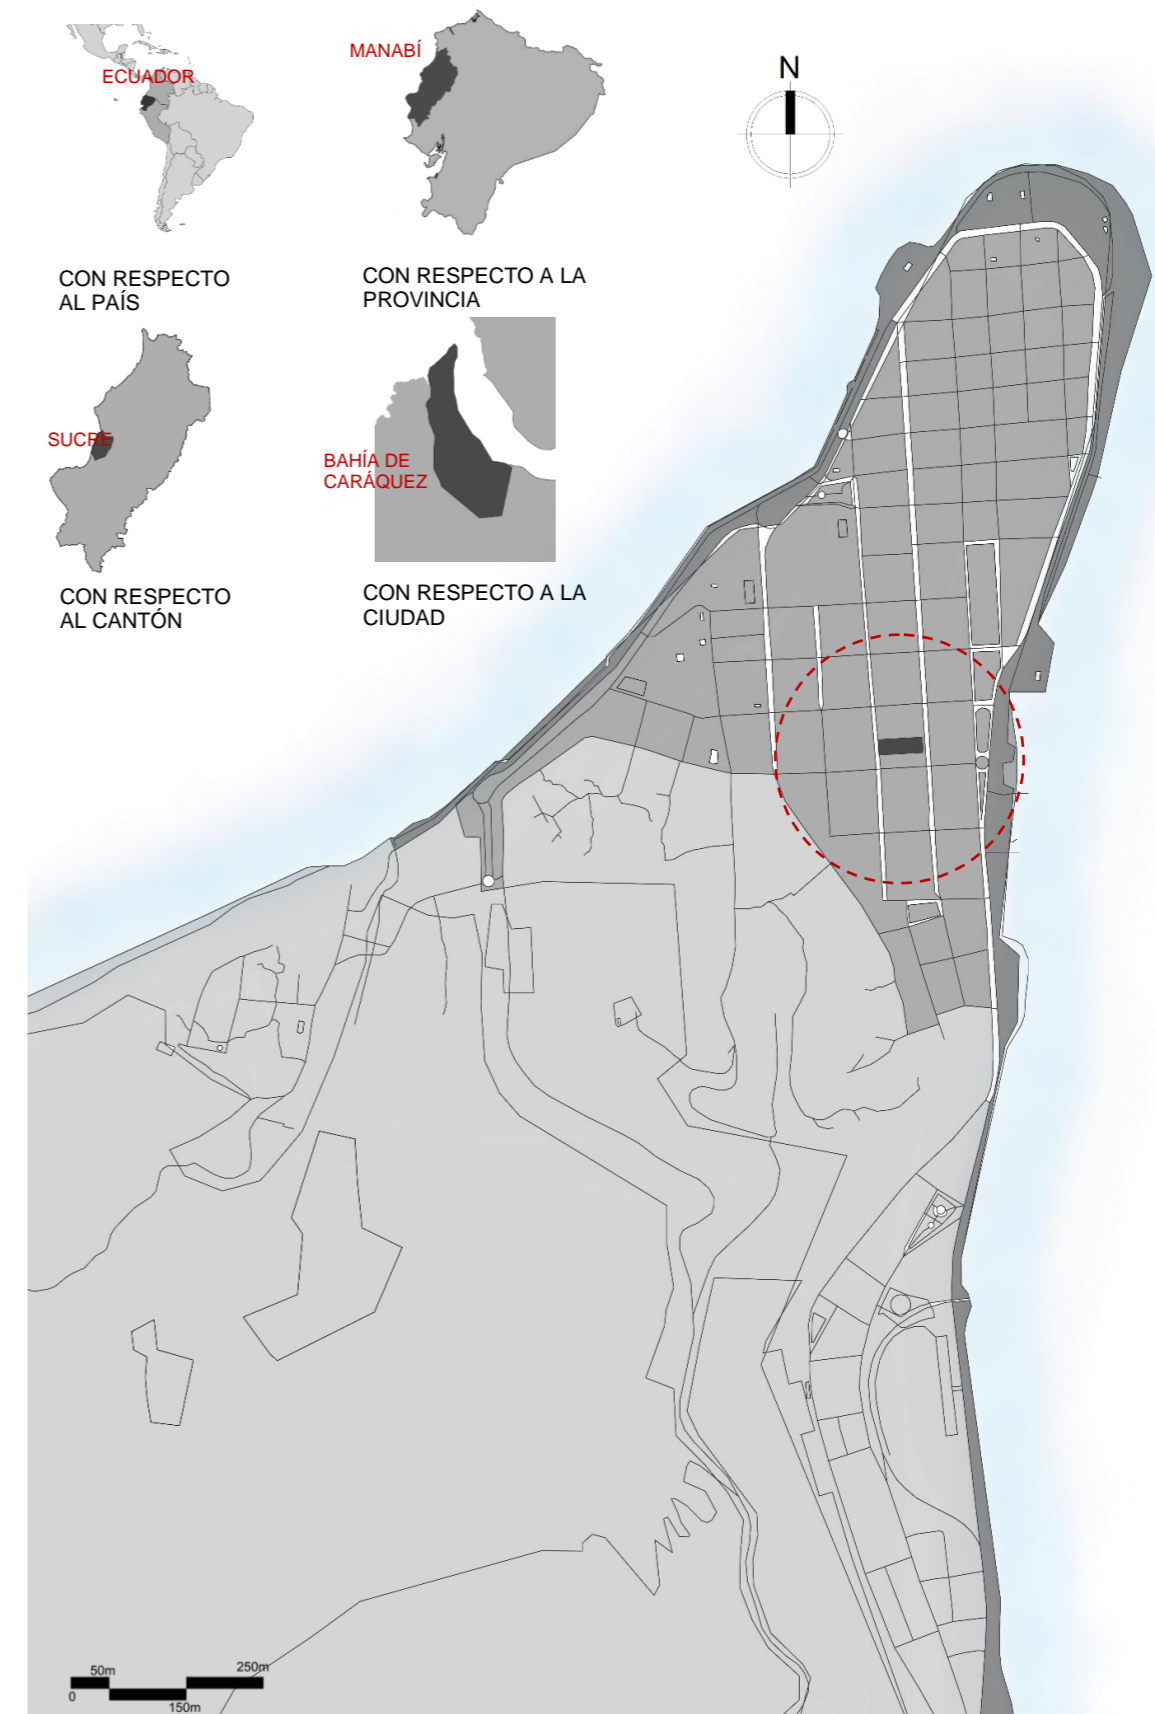 ECUADOR
MANABÍ
N
CON RESPECTO
AL PAÍS
CON RESPECTO A LA
PROVINCIA
SUCRE
BAHÍA DE
CARÁQUEZ
CON RESPECTO
AL CANTÓN
CON RESPECTO A LA
CIUDAD
50m
250m
0
150m